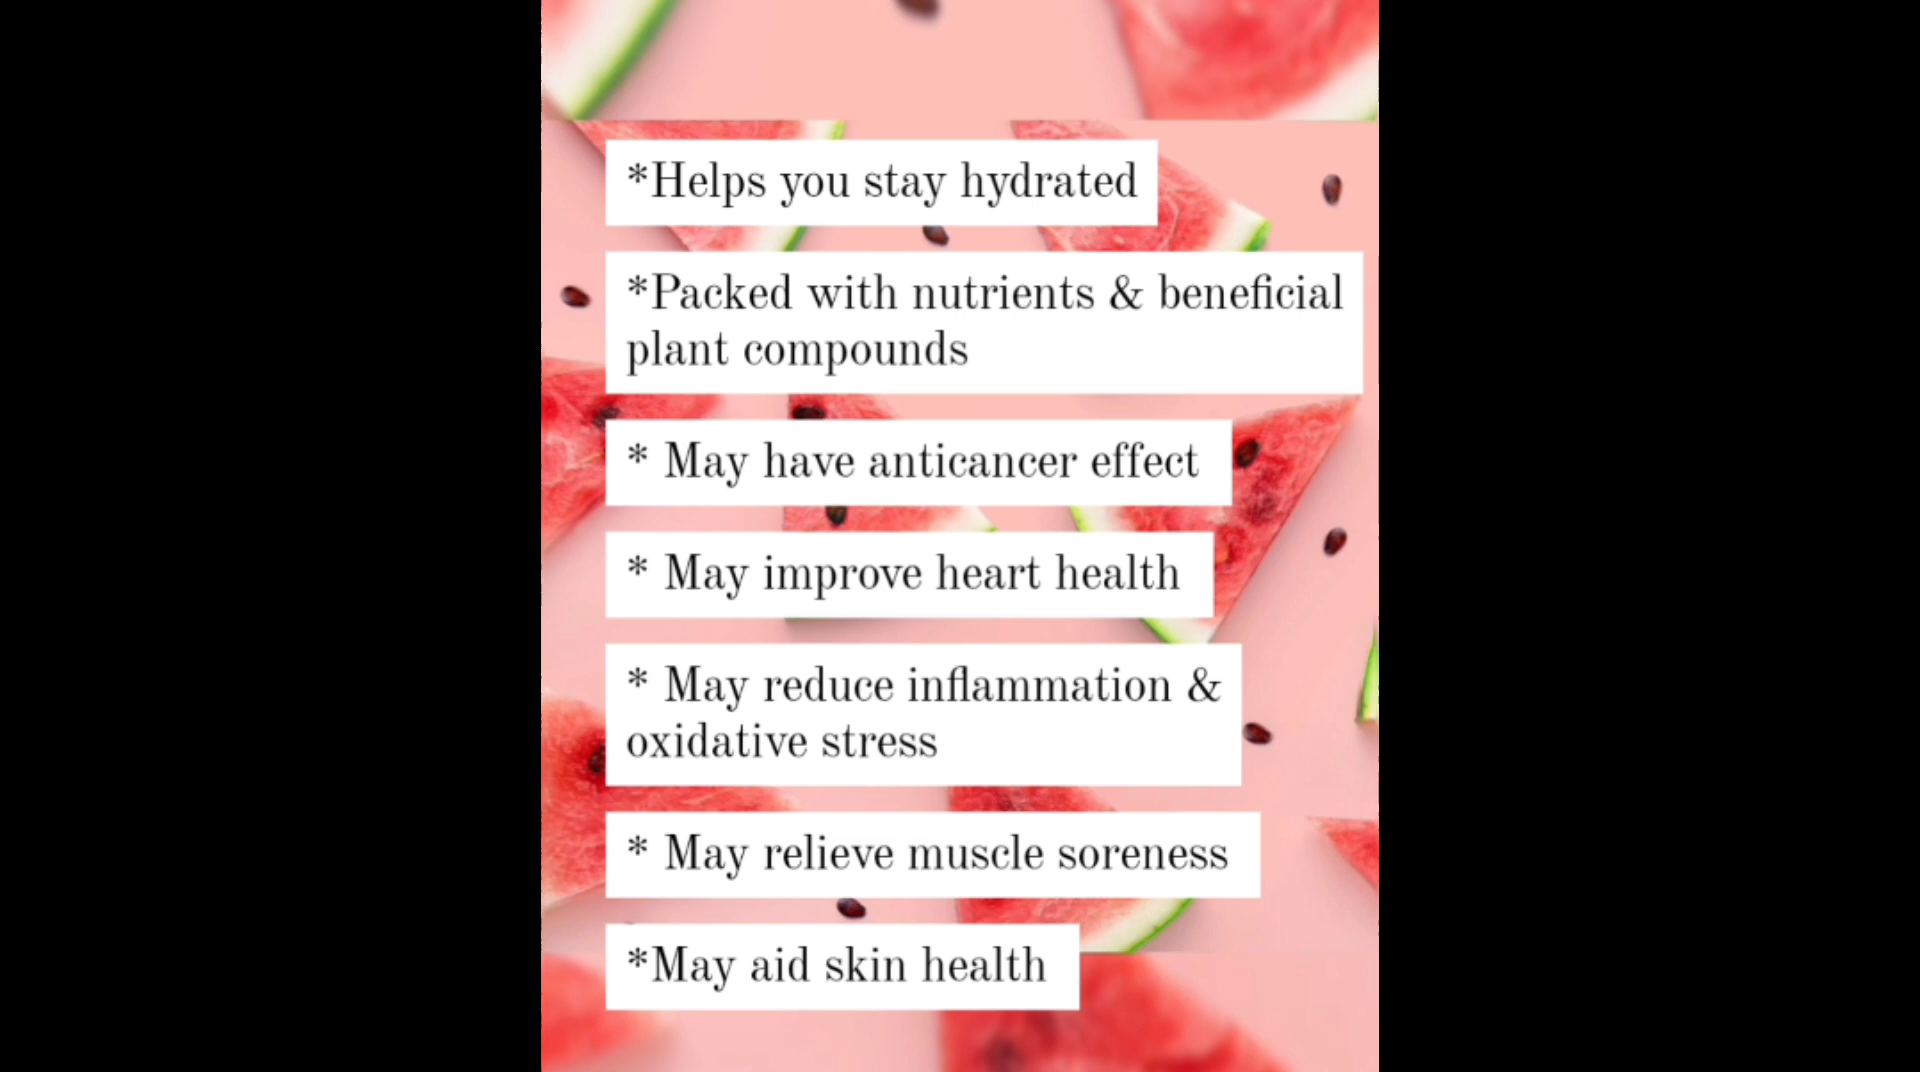 *Helps you stay hydrated
*Packed with nutrients & beneficial
plant compounds
* May have anticancer effect
* May improve heart health
* May reduce inflammation &
oxidative stress
* May relieve muscle soreness
*May aid skin health